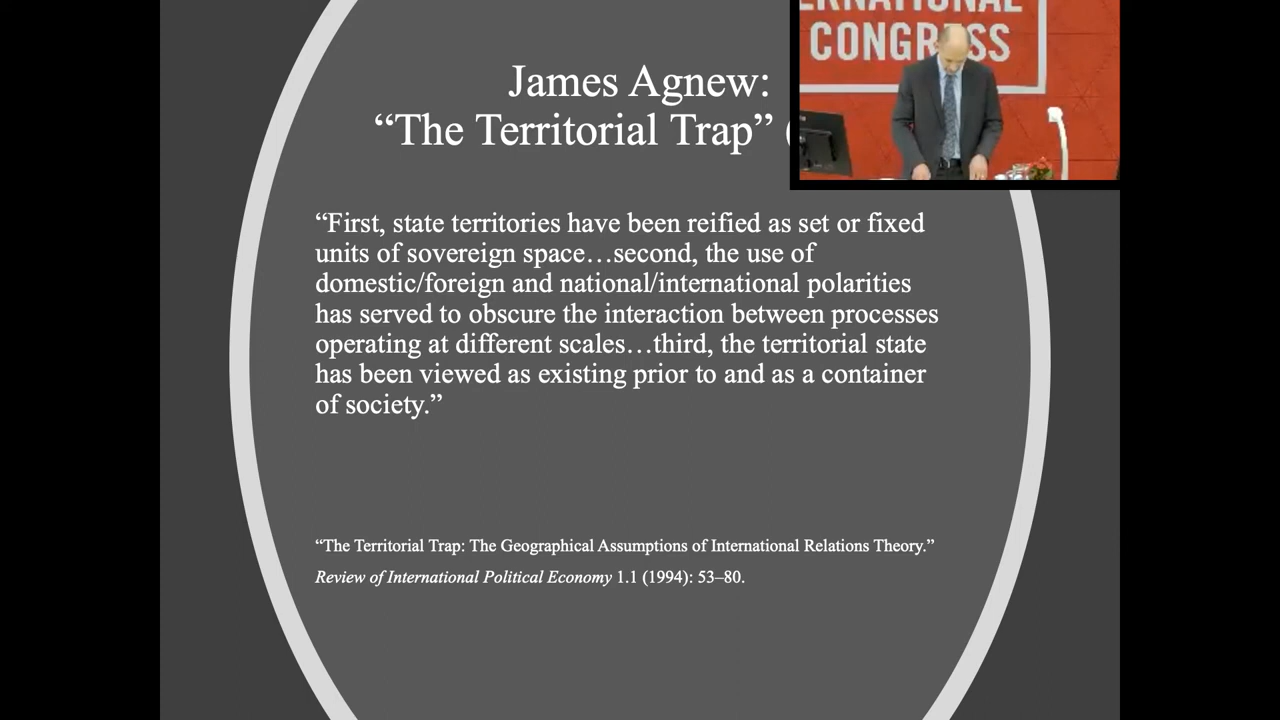 ERNATIONAL
CONGRESS
James Agnew:
“The Territorial Trap” (
“First, state territories have been reified as set or fixed
units of sovereign space…second, the use of
domestic/foreign and national/international polarities
has served to obscure the interaction between processes
operating at different scales…third, the territorial state
has been viewed as existing prior to and as a container
of society.”
“The Territorial Trap: The Geographical Assumptions of International Relations Theory.”
Review of International Political Economy 1.1 (1994): 53–80.